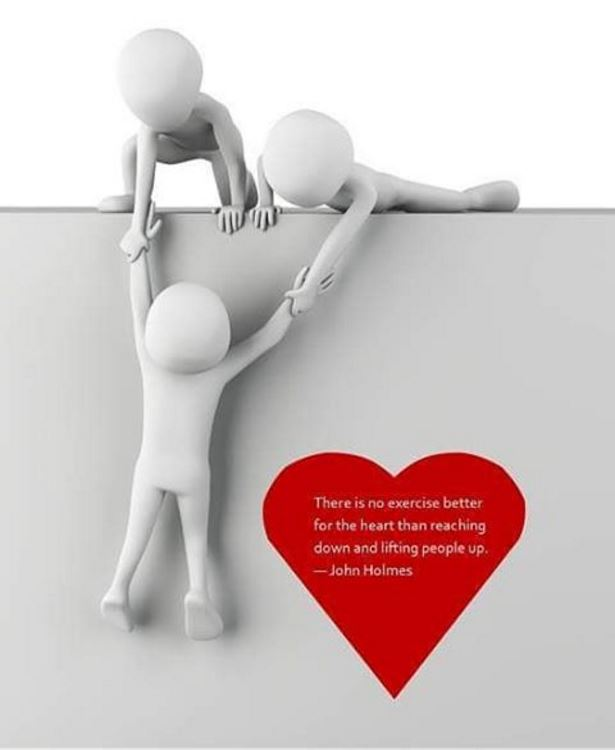 There is no exercise better
for the heart than reaching
down and lifting people up.
— John Holmes